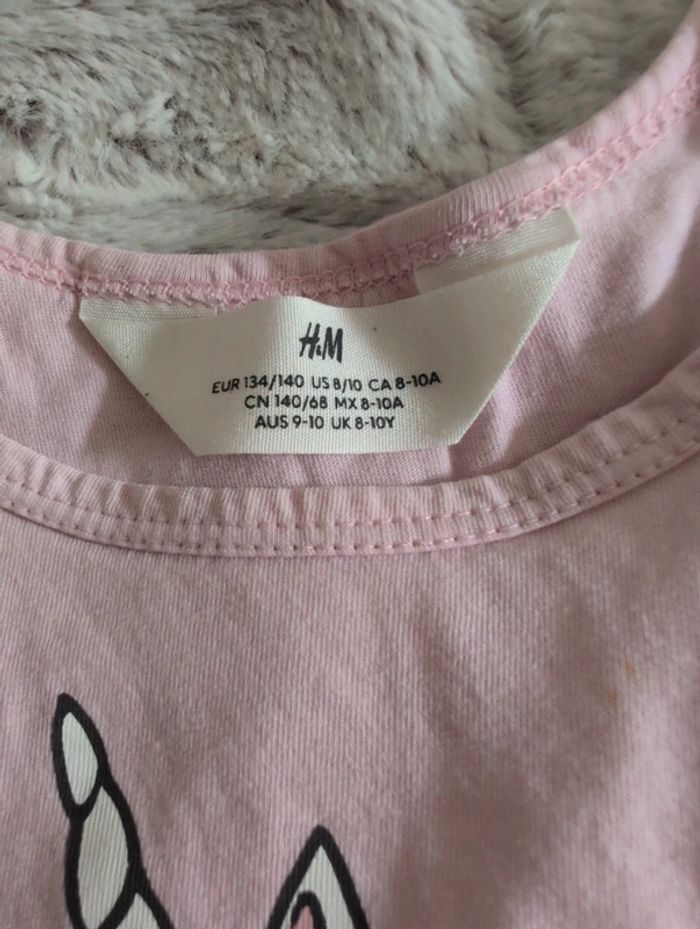 H&M
EUR 134/140 US 8/10 CA 8-10A
CN 140/68 MX 8-10A
AUS 9-10 UK 8-10Y